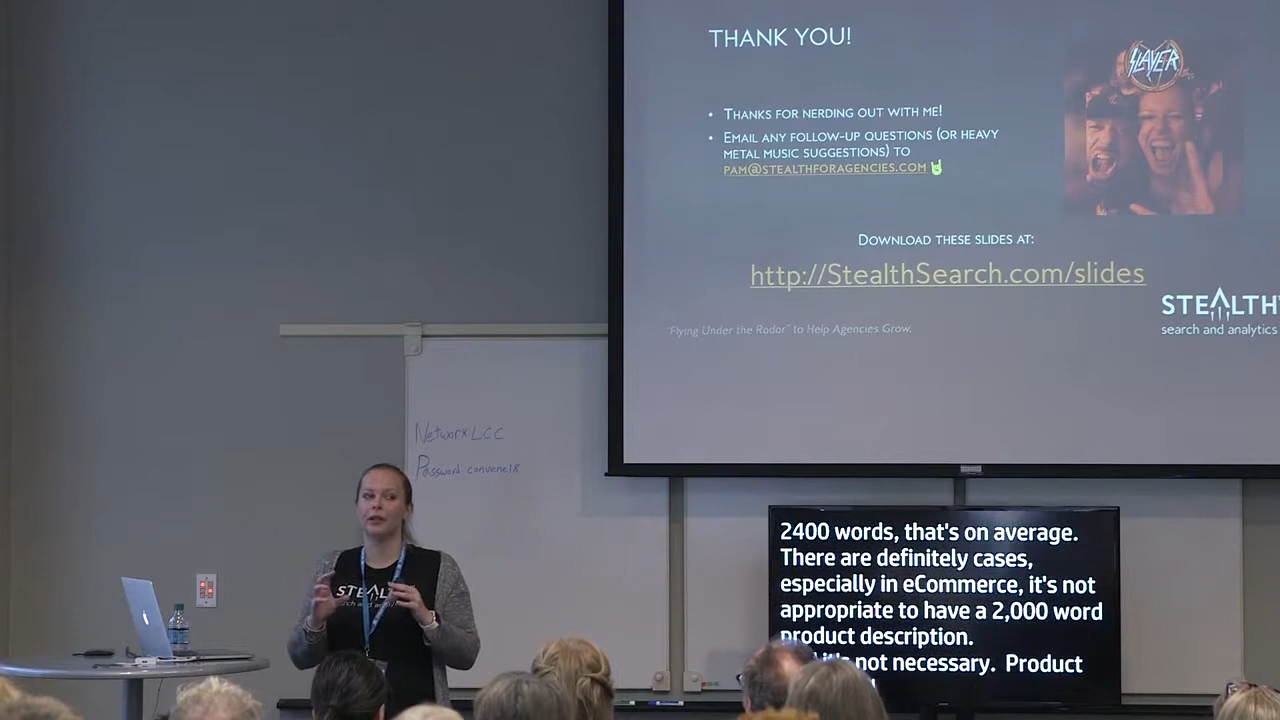 THANK YOU!
SLAYER
• THANKS FOR NERDING OUT WITH ME!
• EMAIL ANY FOLLOW-UP QUESTIONS (OR HEAVY
METAL MUSIC SUGGESTIONS) TO
PAM@STEALTHFORAGENCIES.COM
DOWNLOAD THESE SLIDES AT:
http://StealthSearch.com/slides
STEALTH
search and analytics
"Flying Under the Radar" to Help Agencies Grow.
Network: LCC
Password: convene18
2400 words, that's on average.
There are definitely cases,
especially in eCommerce, it's not
appropriate to have a 2,000 word
product description.
it's not necessary. Product
STEALT